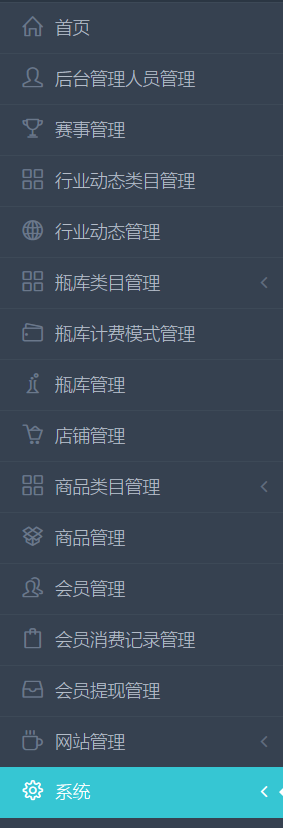 首页
后台管理人员管理
赛事管理
行业动态类目管理
行业动态管理
瓶库类目管理
瓶库计费模式管理
瓶库管理
店铺管理
商品类目管理
商品管理
会员管理
会员消费记录管理
会员提现管理
网站管理
系统